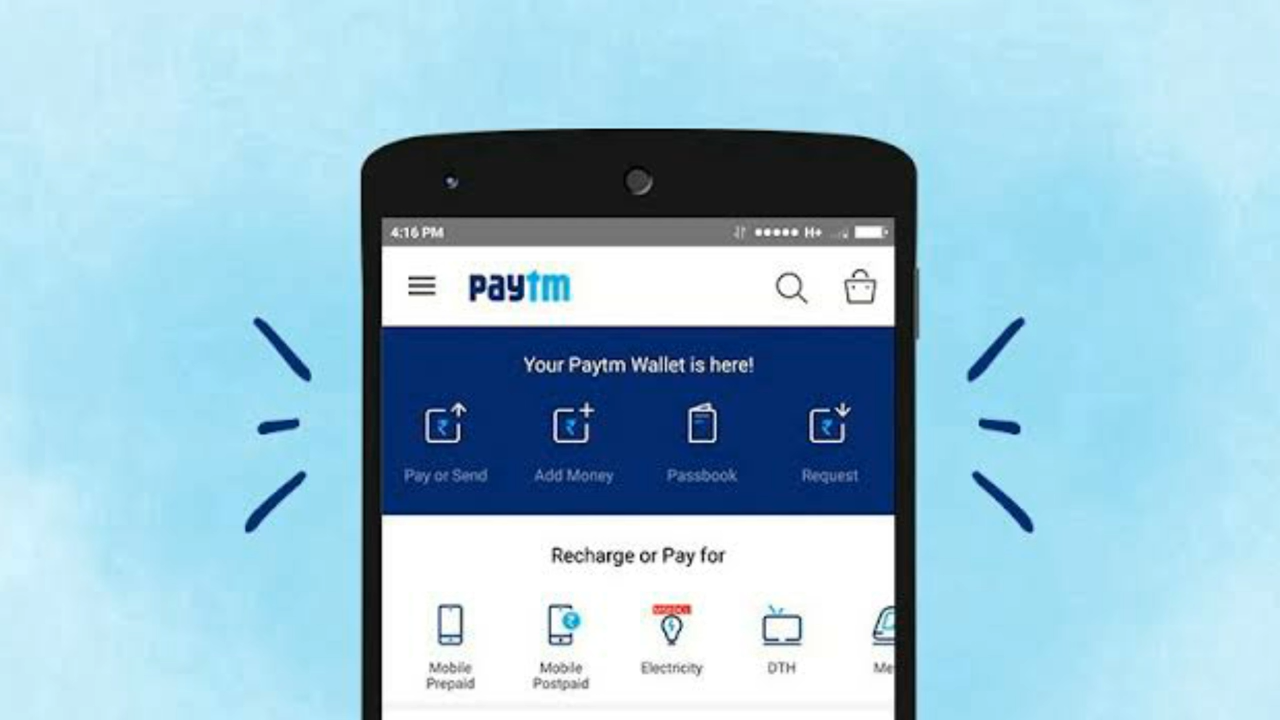 4:16 PM H+
paytm
Your Paytm Wallet is here!
Pay or Send Add Money Passbook Request
Recharge or Pay for
Mobile Prepaid
Mobile Postpaid
Electricity
DTH